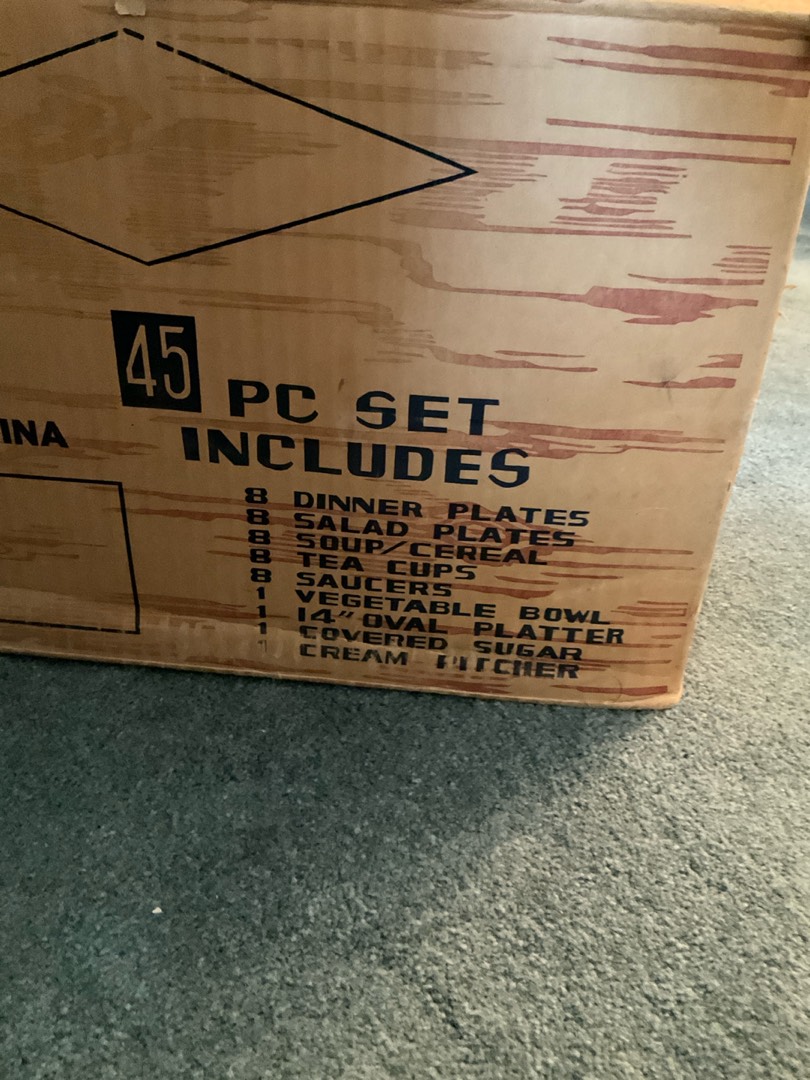 45 PC SET
INA
INCLUDES
8 DINNER PLATES
8 SALAD PLATES
8 SOUP/CEREAL
8 TEA CUPS
8 SAUCERS
1 VEGETABLE BOWL
1 14" OVAL PLATTER
1 COVERED SUGAR
1 CREAM PITCHER